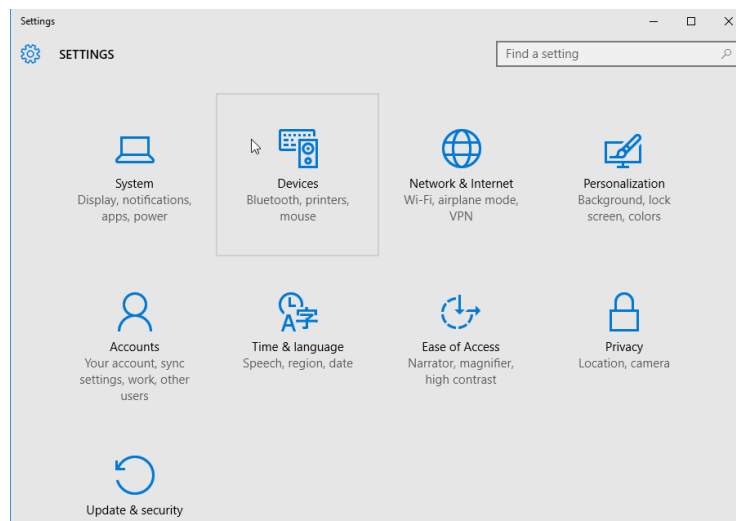 Settings
SETTINGS
Find a setting
System
Display, notifications,
apps, power
Devices
Bluetooth, printers,
mouse
Network & Internet
Wi-Fi, airplane mode,
VPN
Personalization
Background, lock
screen, colors
Accounts
Your account, sync
settings, work, other
users
A字
Time & language
Speech, region, date
Ease of Access
Narrator, magnifier,
high contrast
Privacy
Location, camera
Update & security